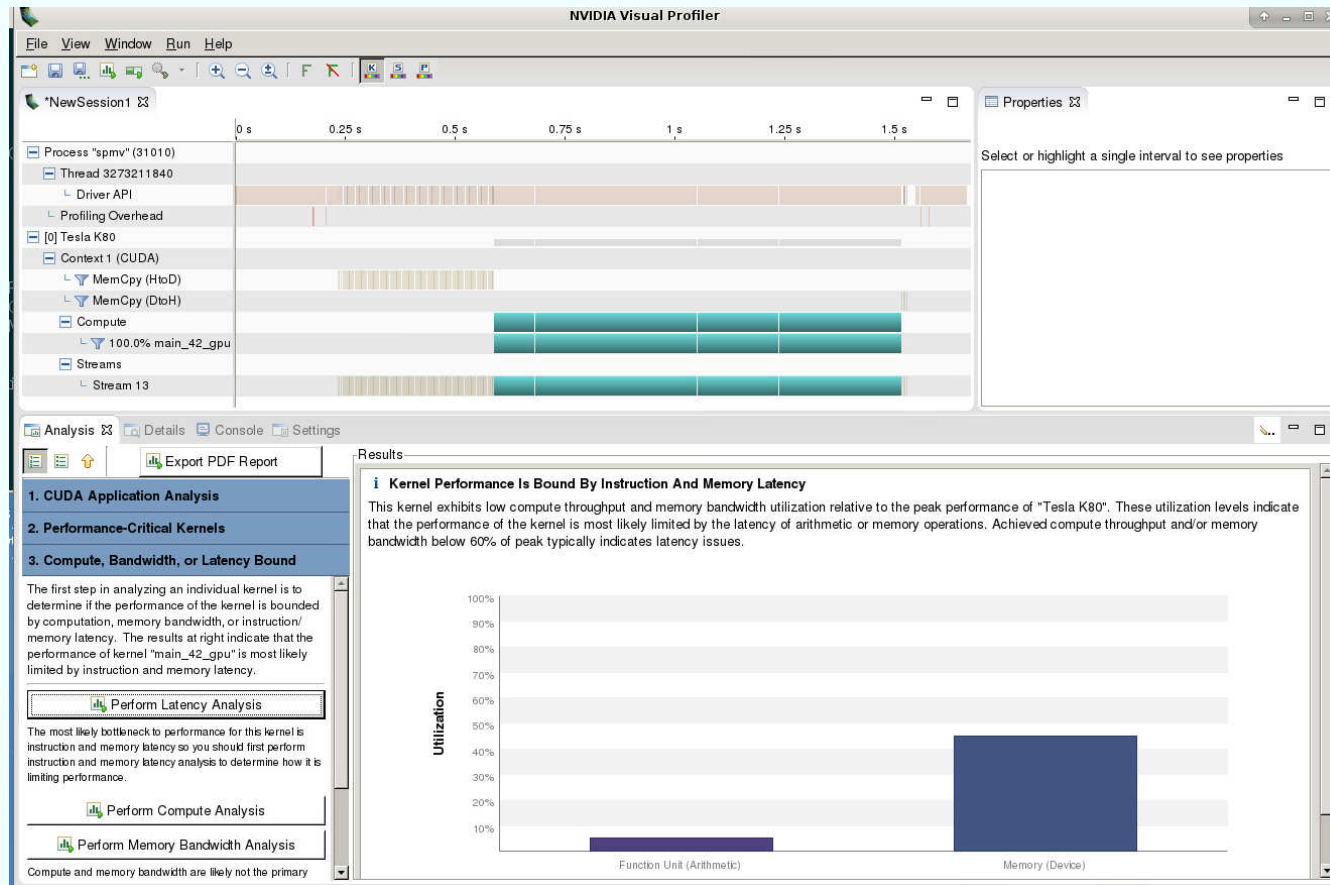 NVIDIA Visual Profiler
File View Window Run Help
*NewSession1
Properties
0 s 0.25 s 0.5 s 0.75 s 1 s 1.25 s 1.5 s
Process "spmv" (31010)
Thread 3273211840
Driver API
Profiling Overhead
[0] Tesla K80
Context 1 (CUDA)
MemCpy (HtoD)
MemCpy (DtoH)
Compute
100.0% main_42_gpu
Streams
Stream 13
Select or highlight a single interval to see properties
Analysis Details Console Settings
Export PDF Report
1. CUDA Application Analysis
2. Performance-Critical Kernels
3. Compute, Bandwidth, or Latency Bound
The first step in analyzing an individual kernel is to
determine if the performance of the kernel is bounded
by computation, memory bandwidth, or instruction/
memory latency. The results at right indicate that the
performance of kernel "main_42_gpu" is most likely
limited by instruction and memory latency.
Perform Latency Analysis
The most likely bottleneck to performance for this kernel is
instruction and memory latency so you should first perform
instruction and memory latency analysis to determine how it is
limiting performance.
Perform Compute Analysis
Perform Memory Bandwidth Analysis
Compute and memory bandwidth are likely not the primary
Results
i Kernel Performance Is Bound By Instruction And Memory Latency
This kernel exhibits low compute throughput and memory bandwidth utilization relative to the peak performance of "Tesla K80". These utilization levels indicate
that the performance of the kernel is most likely limited by the latency of arithmetic or memory operations. Achieved compute throughput and/or memory
bandwidth below 60% of peak typically indicates latency issues.
100%
90%
80%
70%
60%
50%
40%
30%
20%
10%
Utilization
Function Unit (Arithmetic)
Memory (Device)